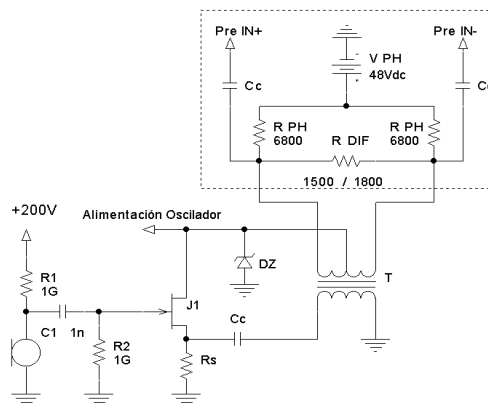 Pre IN+
Pre IN-
Cc
V PH
48Vdc
-
+
R PH
6800
R DIF
R PH
6800
1500 / 1800
+200V
Alimentación Oscilador
R1
1G
DZ
T
J1
C1
1n
R2
1G
Cc
Rs